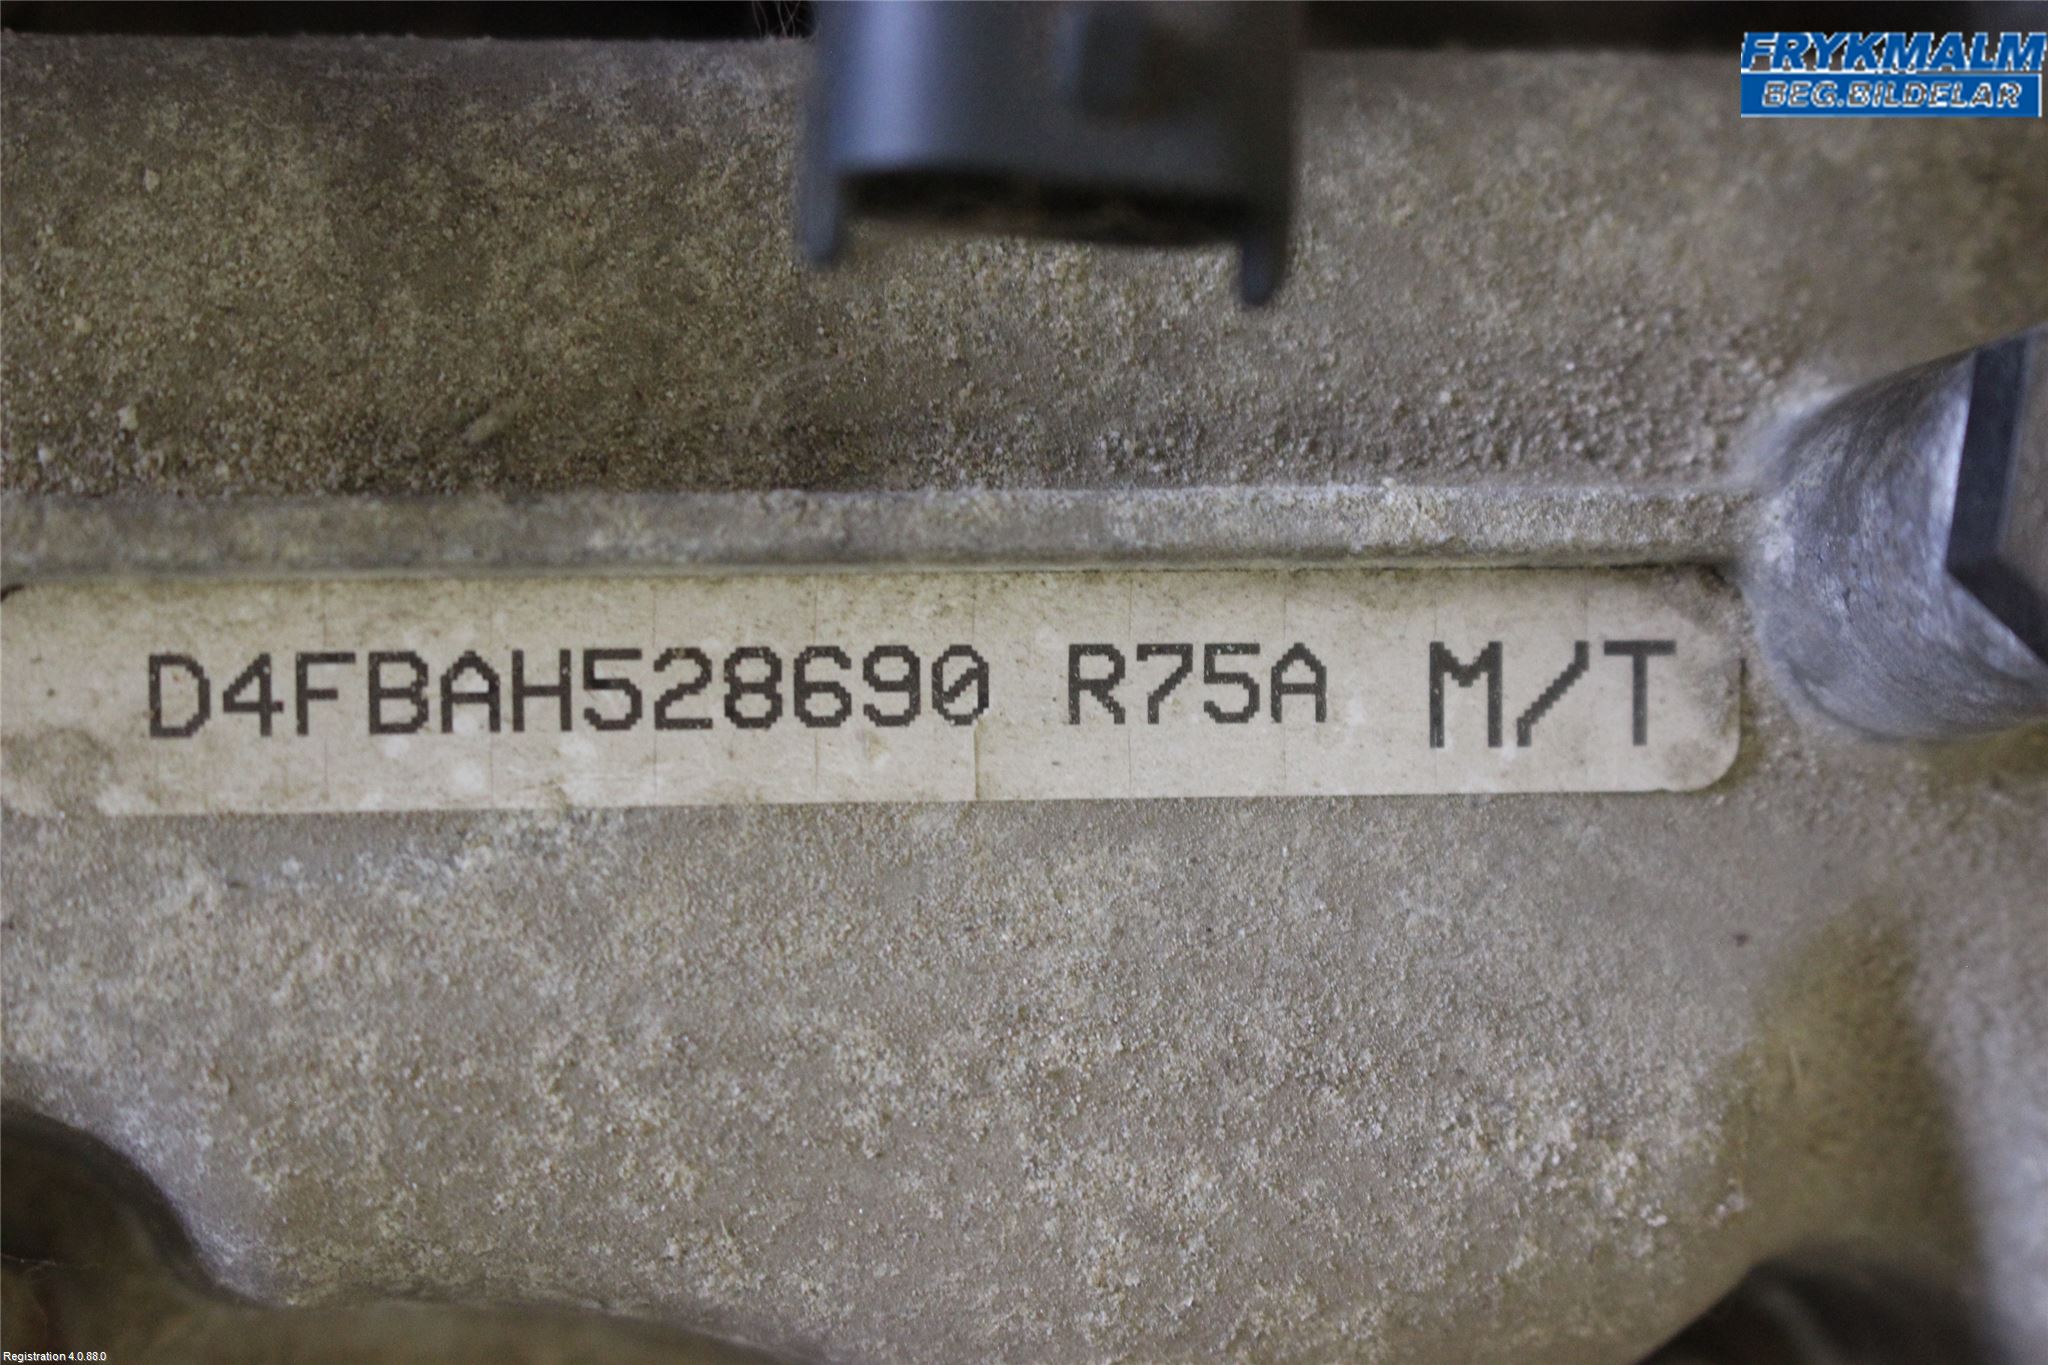 FRYKMALM
BEG.BILDELAR
D4FBAH528690 R75A M/T
Registration 4.0.88.0